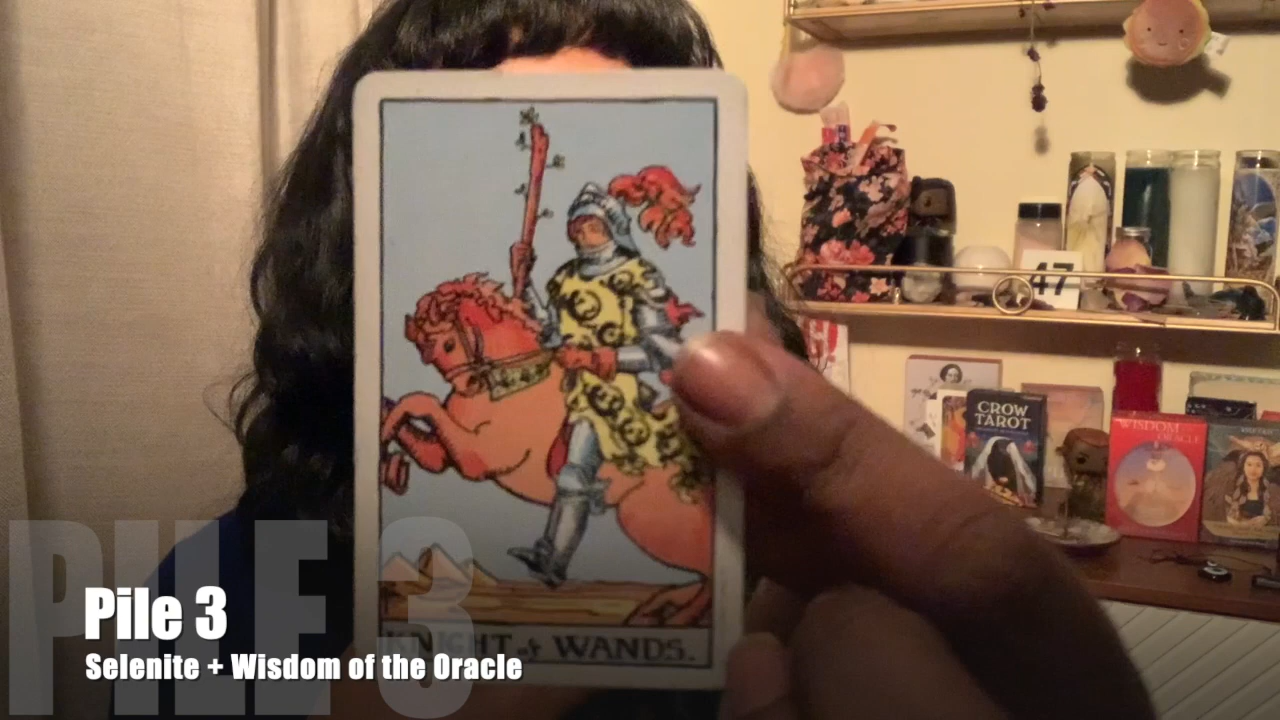 KNIGHT of WANDS.
47
CROW
TAROT
WISDOM
ORACLE
PILE 3
Pile 3
Selenite + Wisdom of the Oracle